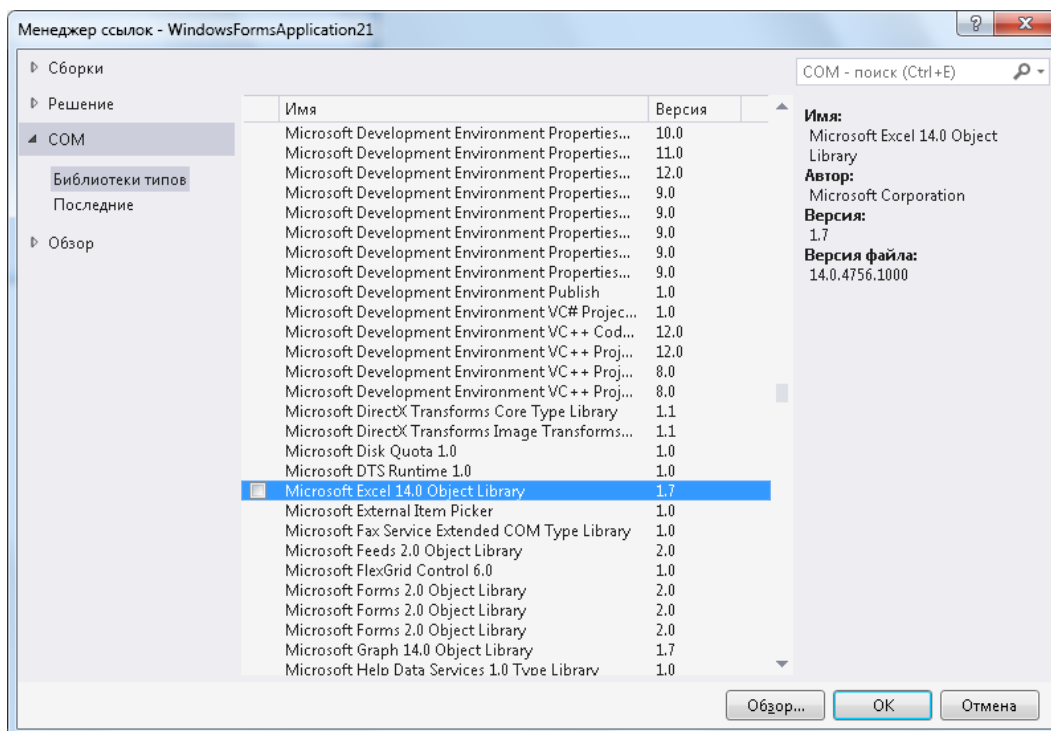 Менеджер ссылок - WindowsFormsApplication21
Сборки
Решение
COM
Библиотеки типов
Последние
Обзор
Имя Версия
Microsoft Development Environment Properties... 10.0
Microsoft Development Environment Properties... 11.0
Microsoft Development Environment Properties... 12.0
Microsoft Development Environment Properties... 9.0
Microsoft Development Environment Properties... 9.0
Microsoft Development Environment Properties... 9.0
Microsoft Development Environment Properties... 9.0
Microsoft Development Environment Properties... 9.0
Microsoft Development Environment Publish 1.0
Microsoft Development Environment VC# Projec... 1.0
Microsoft Development Environment VC++ Cod... 12.0
Microsoft Development Environment VC++ Proj... 12.0
Microsoft Development Environment VC++ Proj... 8.0
Microsoft Development Environment VC++ Proj... 8.0
Microsoft DirectX Transforms Core Type Library 1.1
Microsoft DirectX Transforms Image Transforms... 1.1
Microsoft Disk Quota 1.0 1.0
Microsoft DTS Runtime 1.0 1.0
Microsoft Excel 14.0 Object Library 1.7
Microsoft External Item Picker 1.0
Microsoft Fax Service Extended COM Type Library 1.0
Microsoft Feeds 2.0 Object Library 2.0
Microsoft FlexGrid Control 6.0 1.0
Microsoft Forms 2.0 Object Library 2.0
Microsoft Forms 2.0 Object Library 2.0
Microsoft Forms 2.0 Object Library 2.0
Microsoft Graph 14.0 Object Library 1.7
Microsoft Help Data Services 1.0 Type Library 1.0
COM - поиск (Ctrl+E)
Имя:
Microsoft Excel 14.0 Object
Library
Автор:
Microsoft Corporation
Версия:
1.7
Версия файла:
14.0.4756.1000
Обзор... OK Отмена